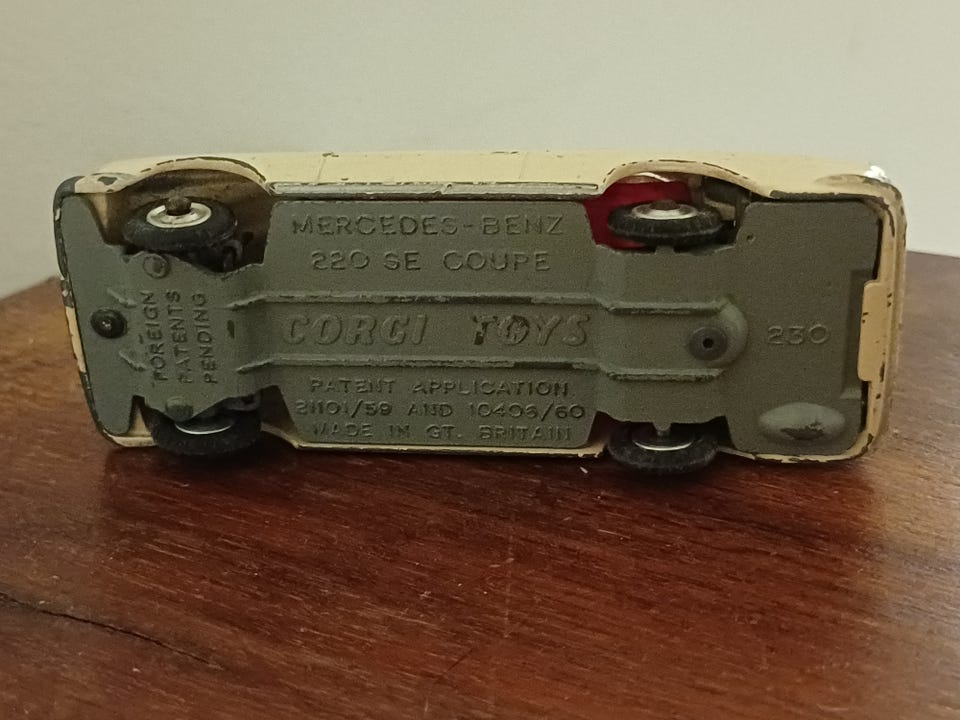 MERCEDES-BENZ
220 SE COUPE
CORGI TOYS
PATENT APPLICATION
21101/59 AND 10406/60
MADE IN GT. BRITAIN
FOREIGN
PATENTS
PENDING
230